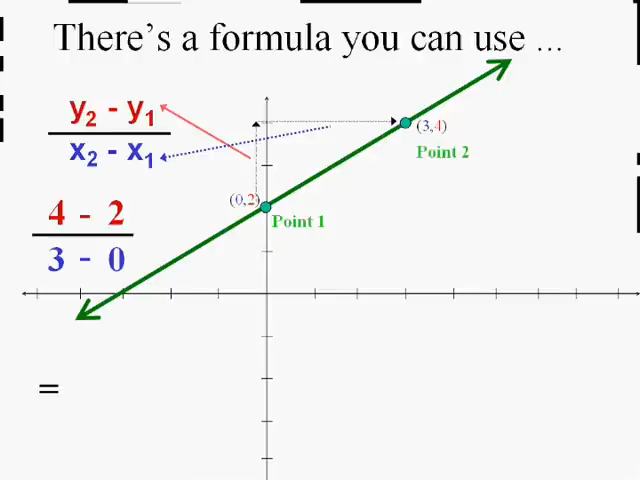 There's a formula you can use ...
y2 - y1
x2 - x1
(3,4)
Point 2
(0,2)
Point 1
4 - 2
3 - 0
=